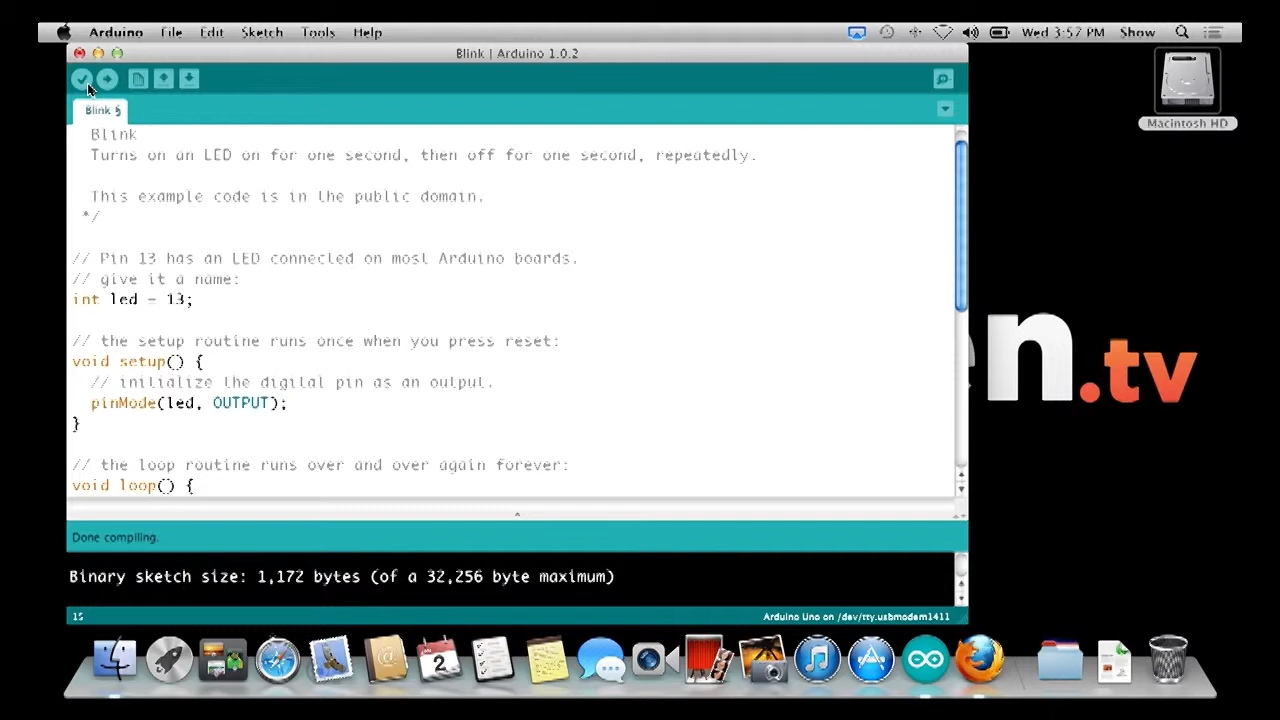 Arduino File Edit Sketch Tools Help Wed 3:57 PM Show
Blink | Arduino 1.0.2
Macintosh HD
Blink §
Blink
Turns on an LED on for one second, then off for one second, repeatedly.
This example code is in the public domain.
*/
// Pin 13 has an LED connected on most Arduino boards.
// give it a name:
int led = 13;
// the setup routine runs once when you press reset:
void setup() {
// initialize the digital pin as an output.
pinMode(led, OUTPUT);
}
// the loop routine runs over and over again forever:
void loop() {
en.tv
Done compiling.
Binary sketch size: 1,172 bytes (of a 32,256 byte maximum)
15 Arduino Uno on /dev/tty.usbmodem1411
2